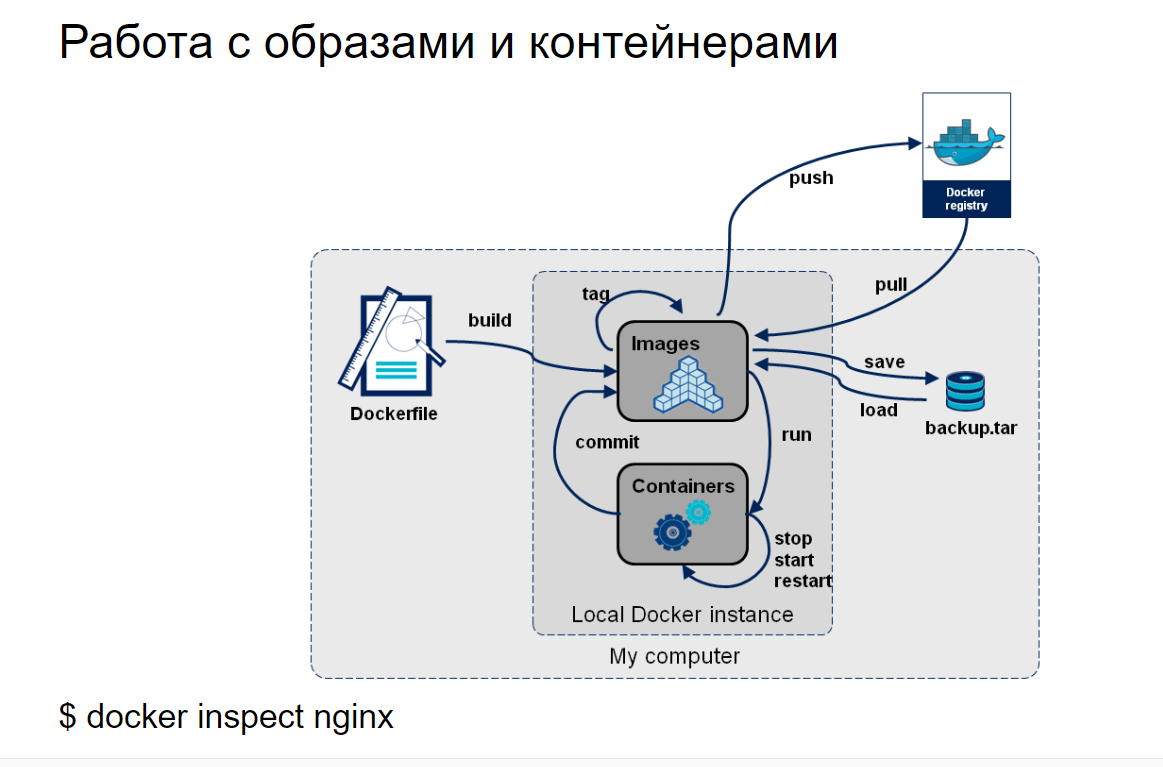 Работа с образами и контейнерами
push
Docker
registry
pull
tag
build
Images
save
load
backup.tar
Dockerfile
commit
run
Containers
stop
start
restart
Local Docker instance
My computer
$ docker inspect nginx